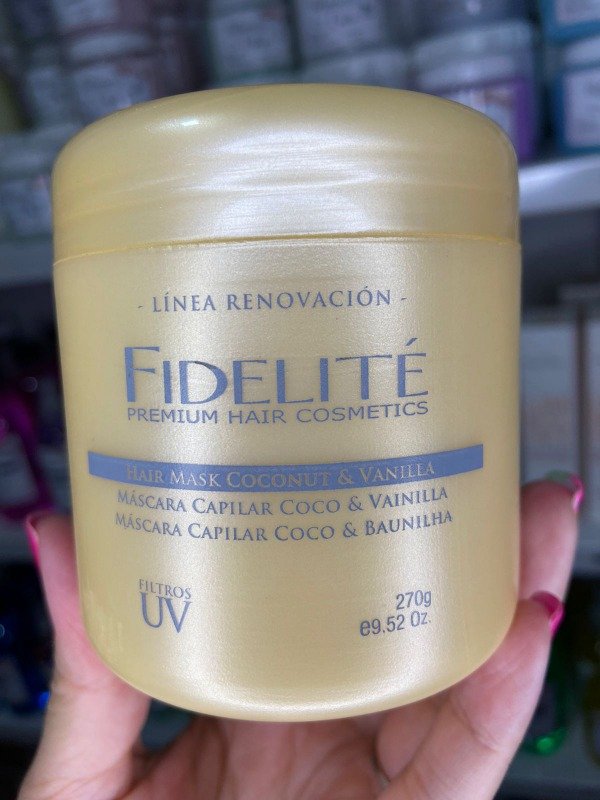 - LÍNEA RENOVACIÓN -
FIDELITÉ
PREMIUM HAIR COSMETICS
HAIR MASK COCONUT & VANILLA
MÁSCARA CAPILAR COCO & VAINILLA
MÁSCARA CAPILAR COCO & BAUNILHA
FILTROS
UV
270g
e9.52 Oz.